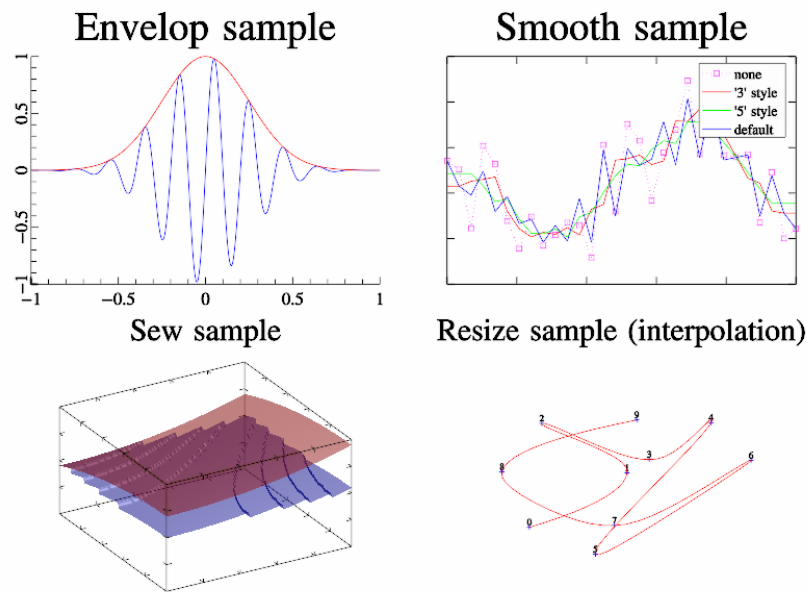 Envelop sample
Smooth sample
1
0.5
0
−0.5
−1
−1
−0.5
0
0.5
1
none
'3' style
'5' style
default
Sew sample
Resize sample (interpolation)
2
9
4
3
6
8
1
0
7
5